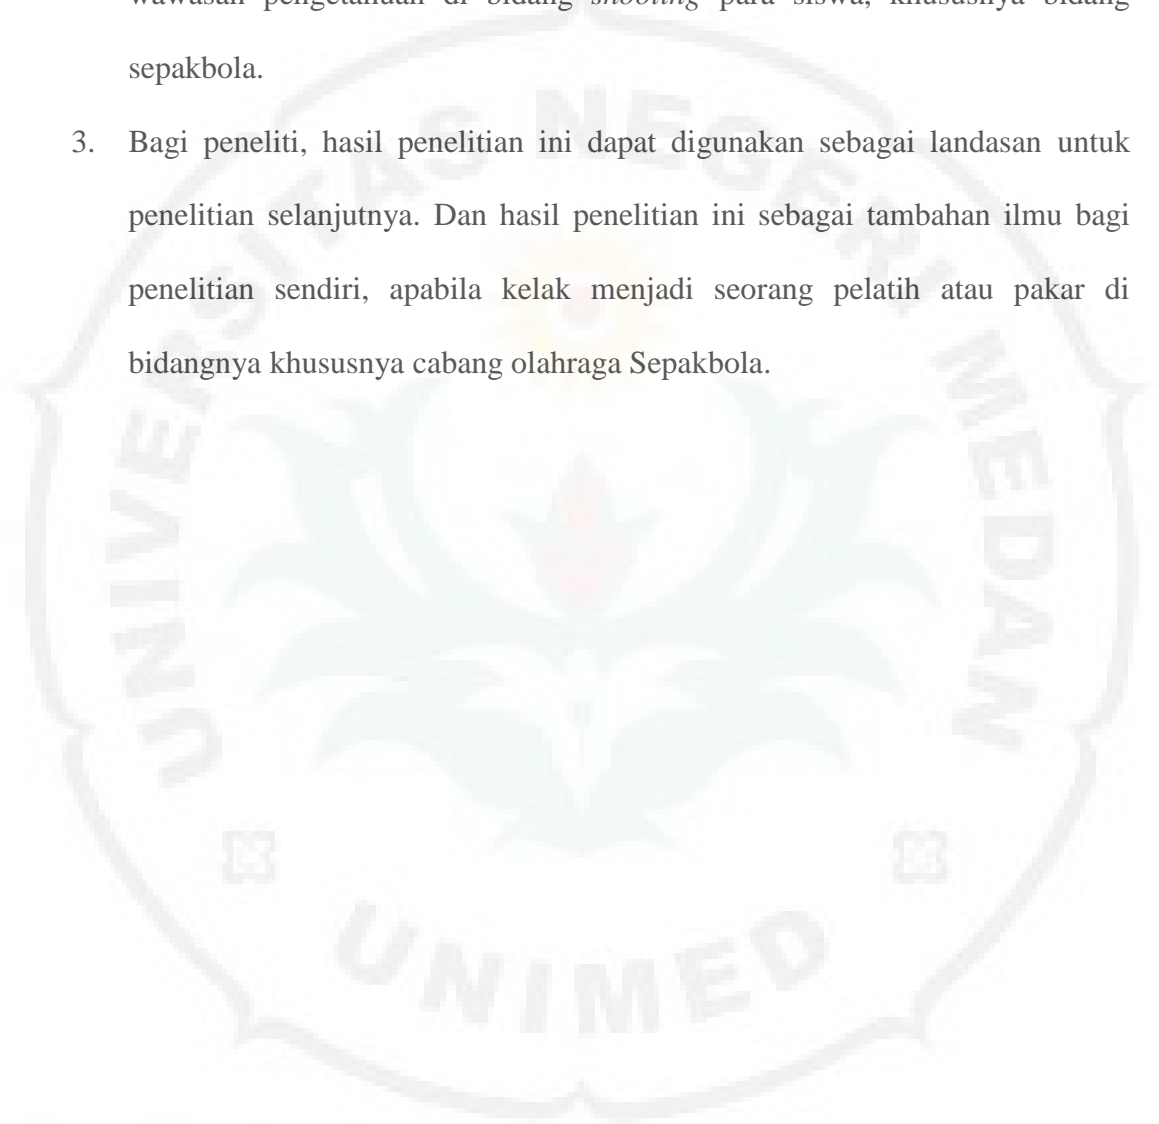 wawasan pengetahuan di bidang shooting para siswa, khususnya bidang
sepakbola.
3. Bagi peneliti, hasil penelitian ini dapat digunakan sebagai landasan untuk
penelitian selanjutnya. Dan hasil penelitian ini sebagai tambahan ilmu bagi
penelitian sendiri, apabila kelak menjadi seorang pelatih atau pakar di
bidangnya khususnya cabang olahraga Sepakbola.
UNIVERSITAS NEGERI MEDAN
UNIMED